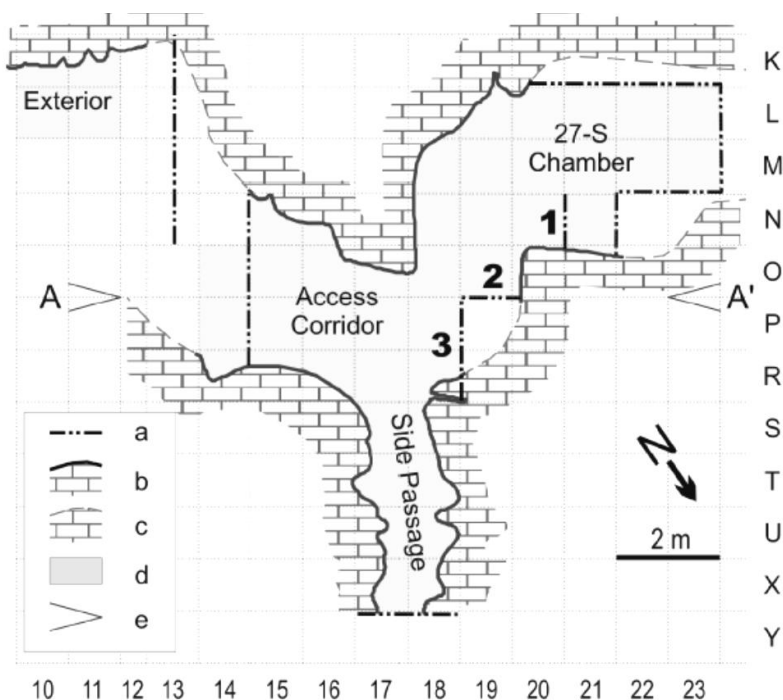 K
Exterior
L
27-S
Chamber
M
1
N
2
O
A
A'
Access
Corridor
P
3
R
Side Passage
S
a
b
N
T
c
d
2 m
U
e
X
Y
10 11 12 13 14 15 16 17 18 19 20 21 22 23